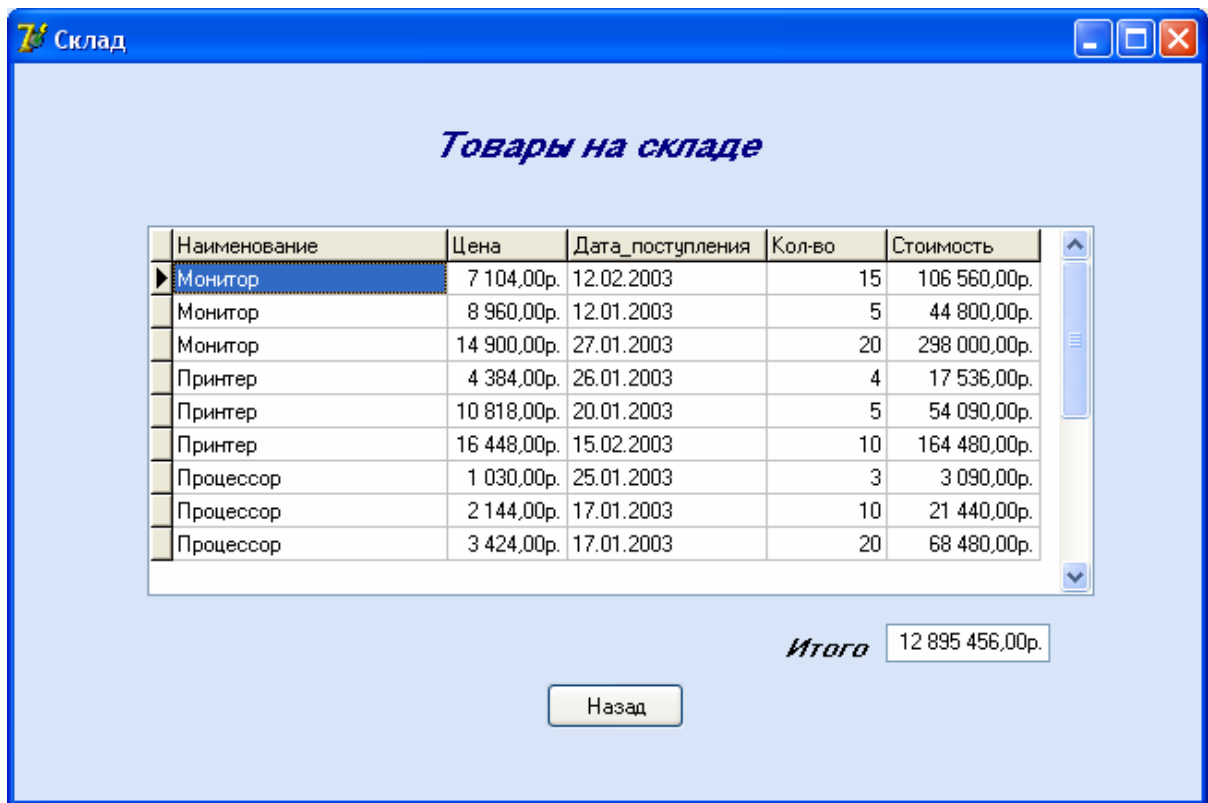 Склад
Товары на складе
Наименование Цена Дата_поступления Кол-во Стоимость
Монитор 7 104,00р. 12.02.2003 15 106 560,00р.
Монитор 8 960,00р. 12.01.2003 5 44 800,00р.
Монитор 14 900,00р. 27.01.2003 20 298 000,00р.
Принтер 4 384,00р. 26.01.2003 4 17 536,00р.
Принтер 10 818,00р. 20.01.2003 5 54 090,00р.
Принтер 16 448,00р. 15.02.2003 10 164 480,00р.
Процессор 1 030,00р. 25.01.2003 3 3 090,00р.
Процессор 2 144,00р. 17.01.2003 10 21 440,00р.
Процессор 3 424,00р. 17.01.2003 20 68 480,00р.
Итого 12 895 456,00р.
Назад